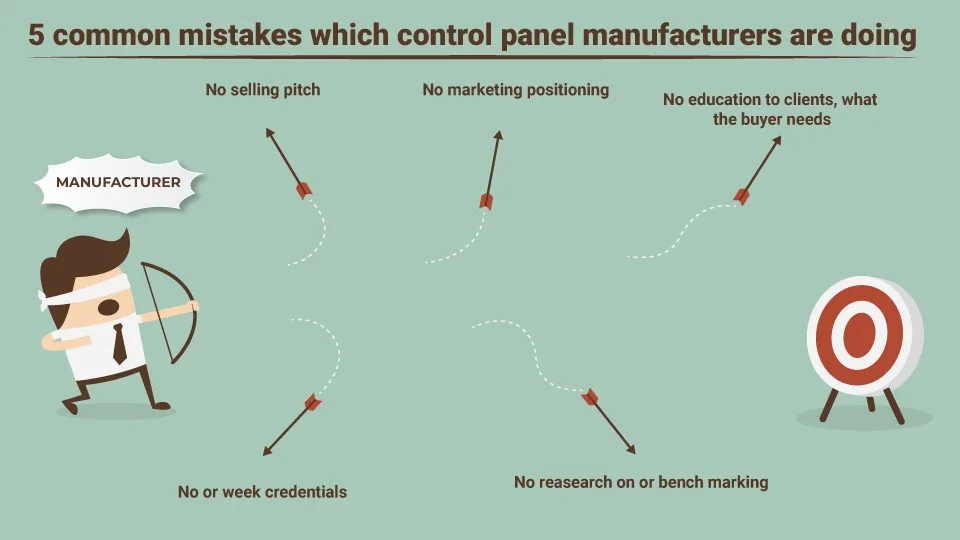 5 common mistakes which control panel manufacturers are doing
No selling pitch
No marketing positioning
No education to clients, what
the buyer needs
MANUFACTURER
No or week credentials
No reasearch on or bench marking